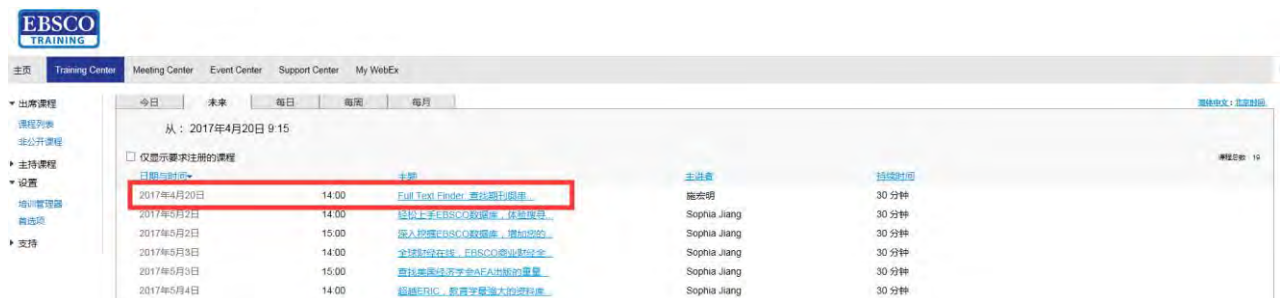 EBSCO
TRAINING
主页 Training Center Meeting Center Event Center Support Center My WebEx
出席课程
课程列表
非公开课程
主持课程
设置
培训管理器
首选项
支持
今日 未来 每日 每周 每月
简体中文：北京时间
从： 2017年4月20日 9:15
仅显示要求注册的课程
课程总数 19
日期与时间 主题 主讲者 持续时间
2017年4月20日 14:00 Full Text Finder 查找期刊题库... 施宏明 30 分钟
2017年5月2日 14:00 轻松上手EBSCO数据库，体验搜寻... Sophia Jiang 30 分钟
2017年5月2日 15:00 深入挖掘EBSCO数据库，增加您的... Sophia Jiang 30 分钟
2017年5月3日 14:00 全球财经在线，EBSCO商业财经全... Sophia Jiang 30 分钟
2017年5月3日 15:00 查找美国经济学会AEA出版的重量... Sophia Jiang 30 分钟
2017年5月4日 14:00 超越ERIC，教育学最强大的资料库... Sophia Jiang 30 分钟